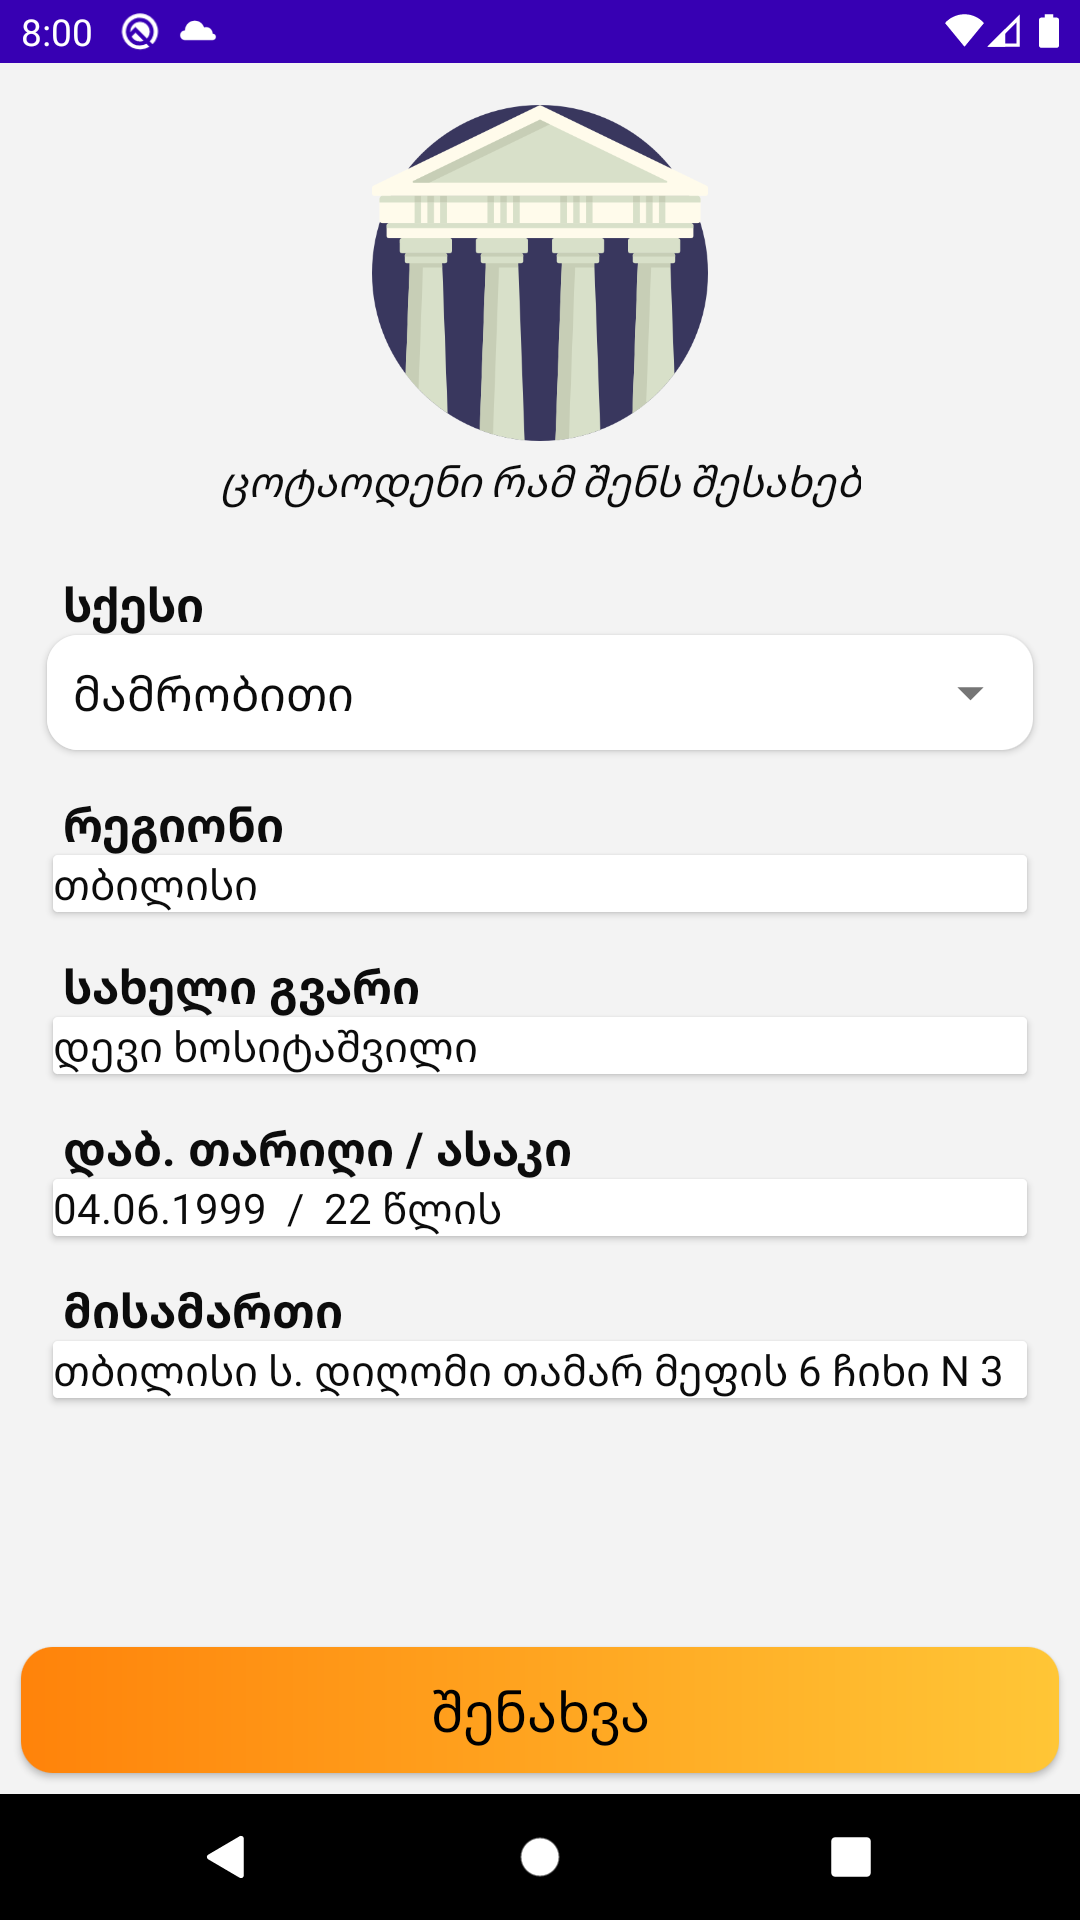 8:00
ცოტაოდენი რამ შენს შესახებ
სქესი
მამრობითი
რეგიონი
თბილისი
სახელი გვარი
დევი ხოსიტაშვილი
დაბ. თარიღი / ასაკი
04.06.1999 / 22 წლის
მისამართი
თბილისი ს. დიღომი თამარ მეფის 6 ჩიხი N 3
შენახვა